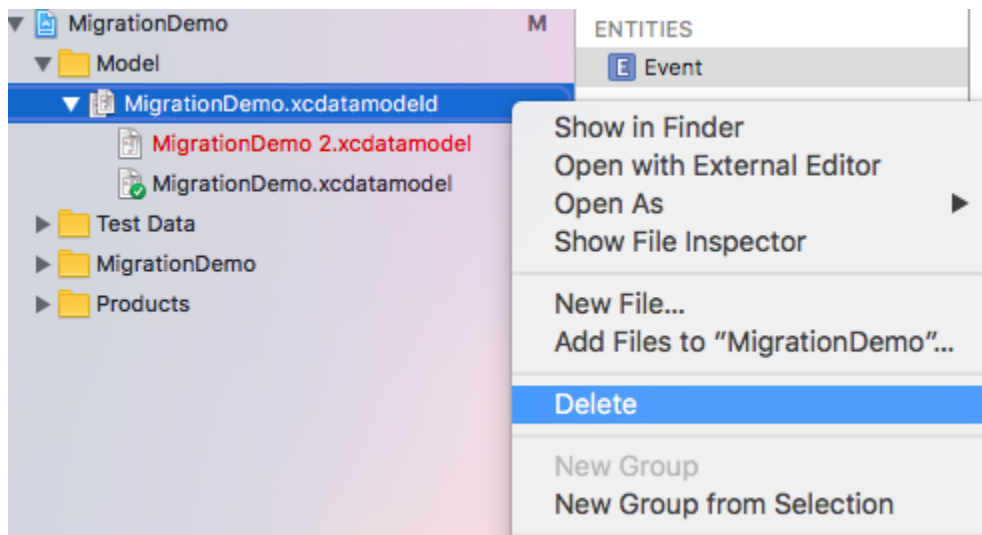 MigrationDemo M
Model
MigrationDemo.xcdatamodeld
MigrationDemo 2.xcdatamodel
MigrationDemo.xcdatamodel
Test Data
MigrationDemo
Products
ENTITIES
E Event
Show in Finder
Open with External Editor
Open As
Show File Inspector
New File...
Add Files to “MigrationDemo”...
Delete
New Group
New Group from Selection